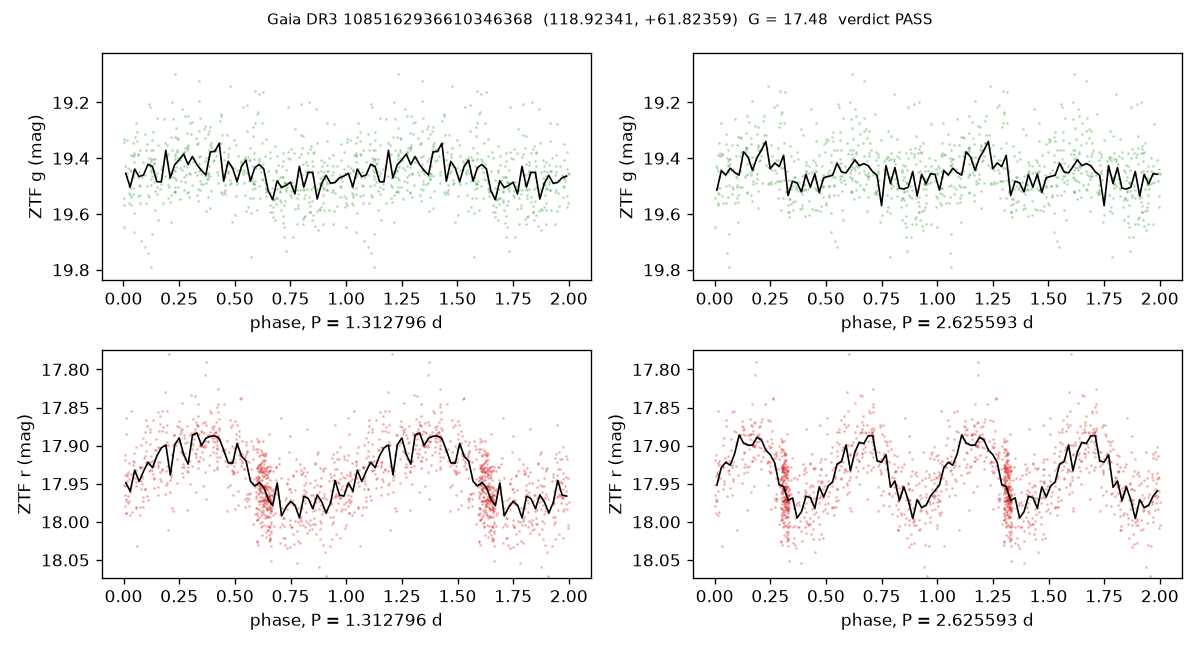 Gaia DR3 1085162936610346368 (118.92341, +61.82359) G = 17.48 verdict PASS
ZTF g (mag)
19.2
19.4
19.6
19.8
0.00 0.25 0.50 0.75 1.00 1.25 1.50 1.75 2.00
phase, P = 1.312796 d
ZTF g (mag)
19.2
19.4
19.6
19.8
0.00 0.25 0.50 0.75 1.00 1.25 1.50 1.75 2.00
phase, P = 2.625593 d
ZTF r (mag)
17.80
17.85
17.90
17.95
18.00
18.05
0.00 0.25 0.50 0.75 1.00 1.25 1.50 1.75 2.00
phase, P = 1.312796 d
ZTF r (mag)
17.80
17.85
17.90
17.95
18.00
18.05
0.00 0.25 0.50 0.75 1.00 1.25 1.50 1.75 2.00
phase, P = 2.625593 d